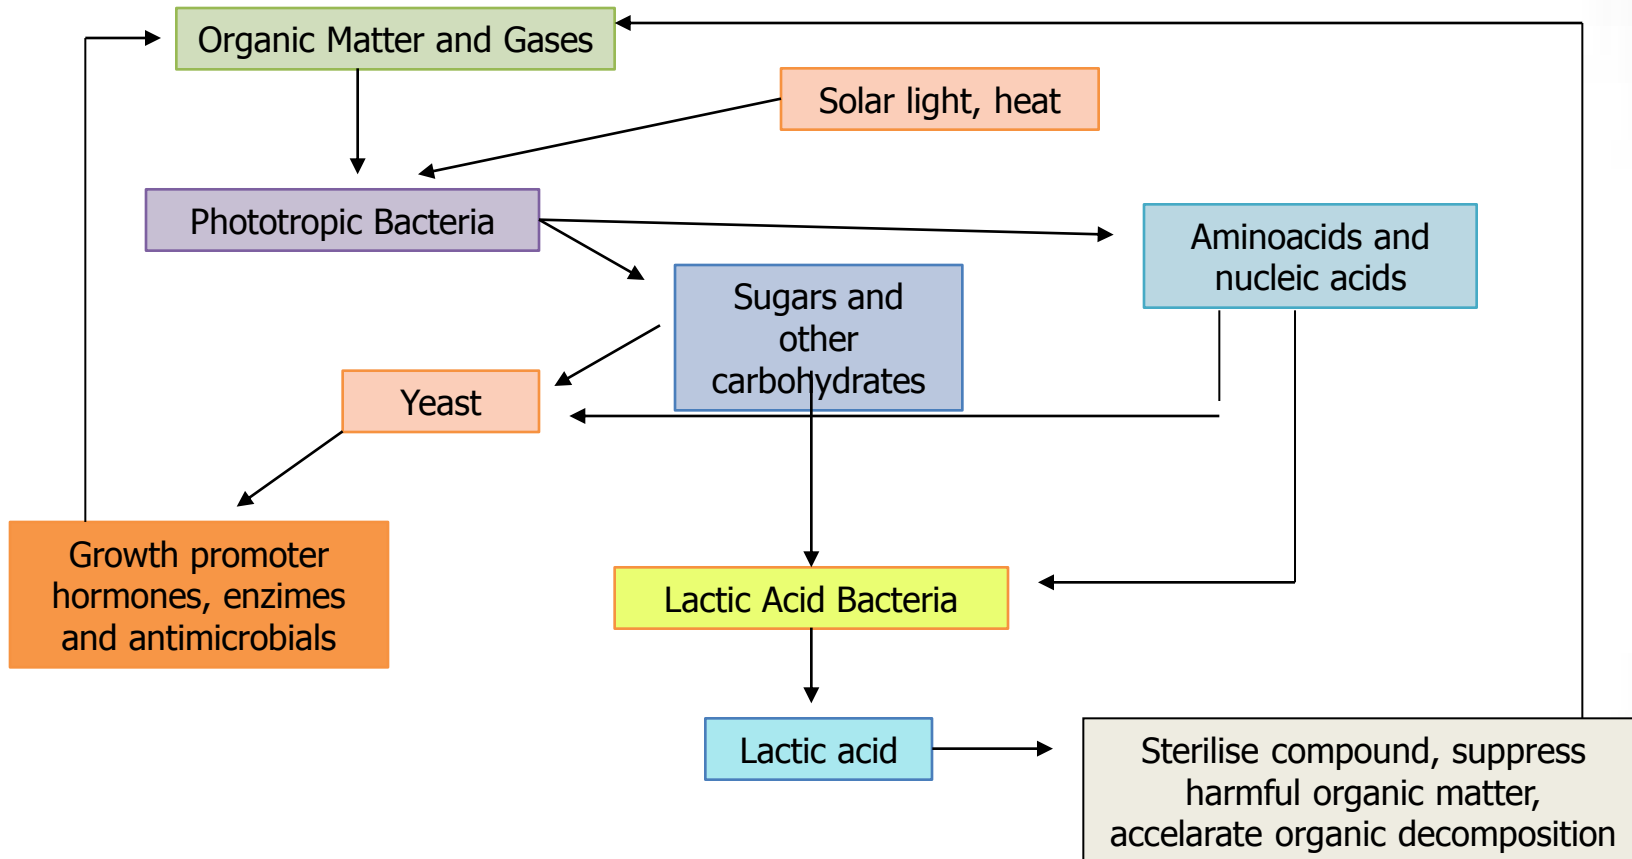 Organic Matter and Gases
Solar light, heat
Phototropic Bacteria
Aminoacids and
nucleic acids
Sugars and
other
carbohydrates
Yeast
Growth promoter
hormones, enzimes
and antimicrobials
Lactic Acid Bacteria
Lactic acid
Sterilise compound, suppress
harmful organic matter,
accelarate organic decomposition